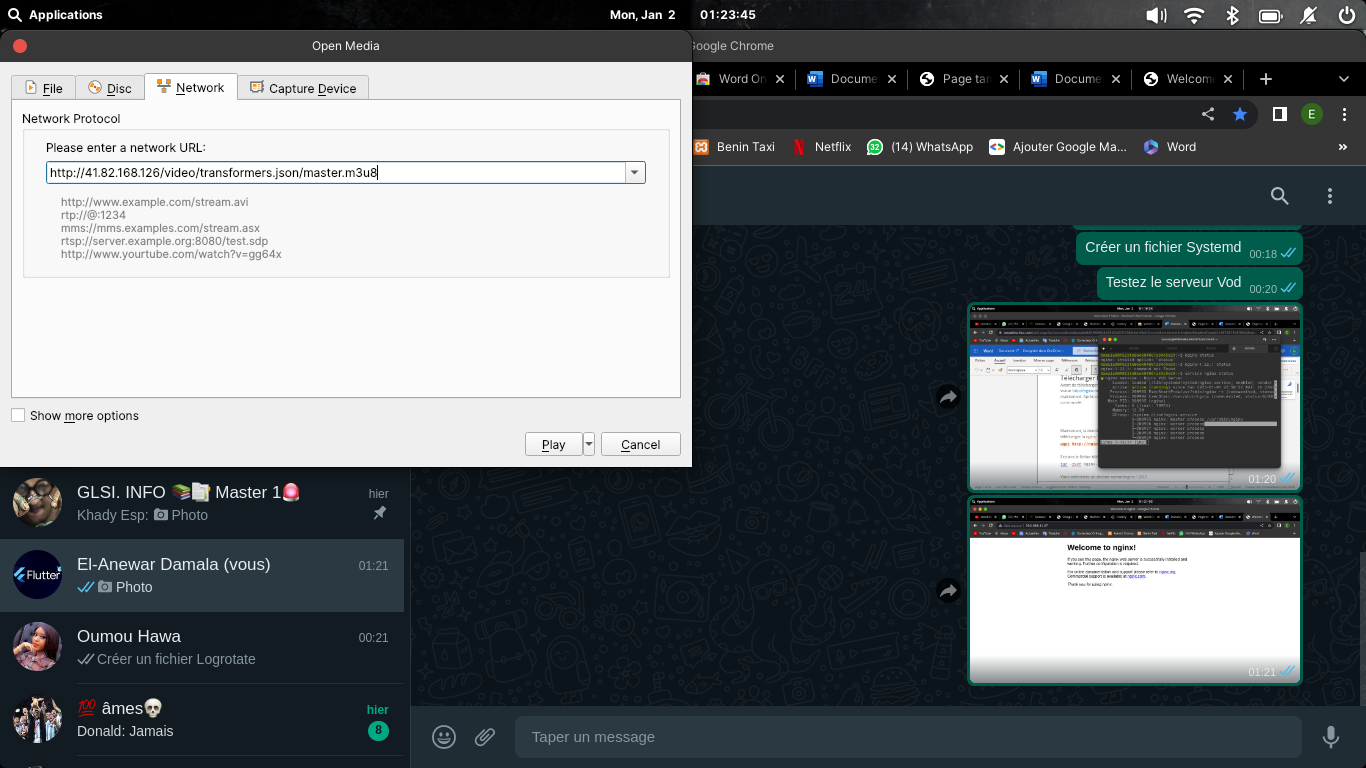 Applications
Mon, Jan 2 01:23:45
Open Media
Google Chrome
File
Disc
Network
Capture Device
Network Protocol
Please enter a network URL:
http://41.82.168.126/video/transformers.json/master.m3u8
http://www.example.com/stream.avi
rtp://@:1234
mms://mms.examples.com/stream.asx
rtsp://server.example.org:8080/test.sdp
http://www.yourtube.com/watch?v=gg64x
Show more options
Play
Cancel
Word On
Docume
Page tar
Docume
Welcom
E
Benin Taxi
Netflix
32
(14) WhatsApp
Ajouter Google Ma...
Word
»
Créer un fichier Systemd 00:18
Testez le serveur Vod 00:20
01:20
Welcome to nginx!
01:21
GLSI. INFO 📚📑 Master 1🚨 hier
Khady Esp: Photo
Flutter
El-Anewar Damala (vous) 01:21
Photo
Oumou Hawa 00:21
Créer un fichier Logrotate
💯 âmes💀 hier
Donald: Jamais 8
Taper un message